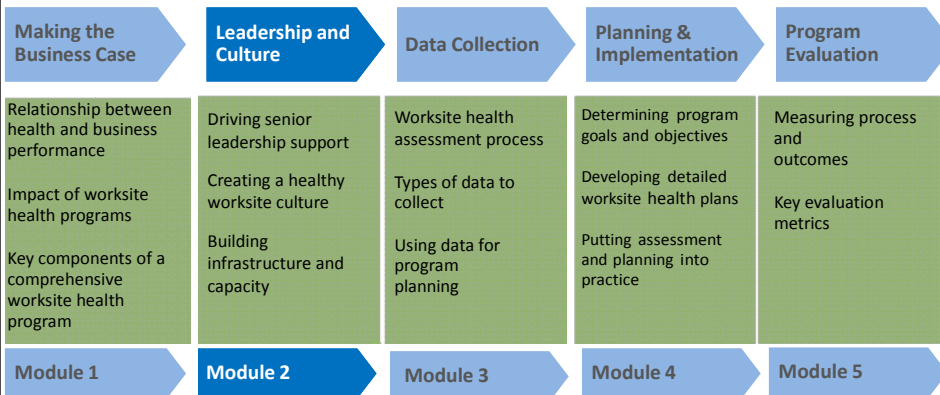 Making the
Business Case
Leadership and
Culture
Data Collection
Planning &
Implementation
Program
Evaluation
Relationship between
health and business
performance
Impact of worksite
health programs
Key components of a
comprehensive
worksite health
program
Driving senior
leadership support
Creating a healthy
worksite culture
Building
infrastructure and
capacity
Worksite health
assessment process
Types of data to
collect
Using data for
program
planning
Determining program
goals and objectives
Developing detailed
worksite health plans
Putting assessment
and planning into
practice
Measuring process
and
outcomes
Key evaluation
metrics
Module 1
Module 2
Module 3
Module 4
Module 5